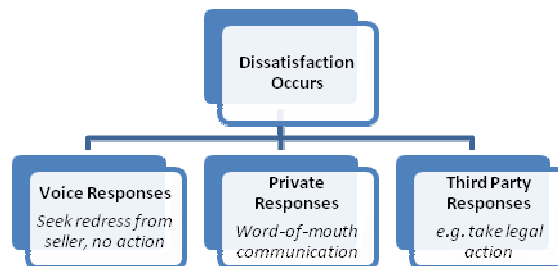 Dissatisfaction
Occurs
Voice Responses
Seek redress from
seller, no action
Private
Responses
Word-of-mouth
communication
Third Party
Responses
e.g. take legal
action